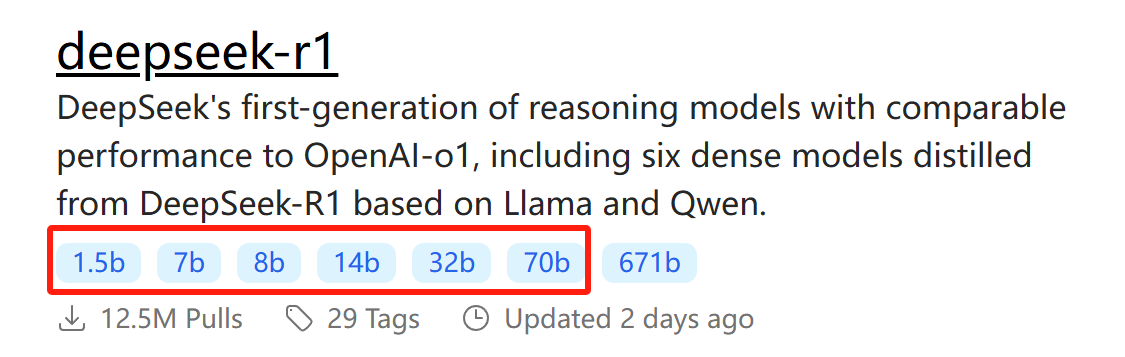 deepseek-r1
DeepSeek's first-generation of reasoning models with comparable
performance to OpenAI-o1, including six dense models distilled
from DeepSeek-R1 based on Llama and Qwen.
1.5b 7b 8b 14b 32b 70b 671b
12.5M Pulls 29 Tags Updated 2 days ago